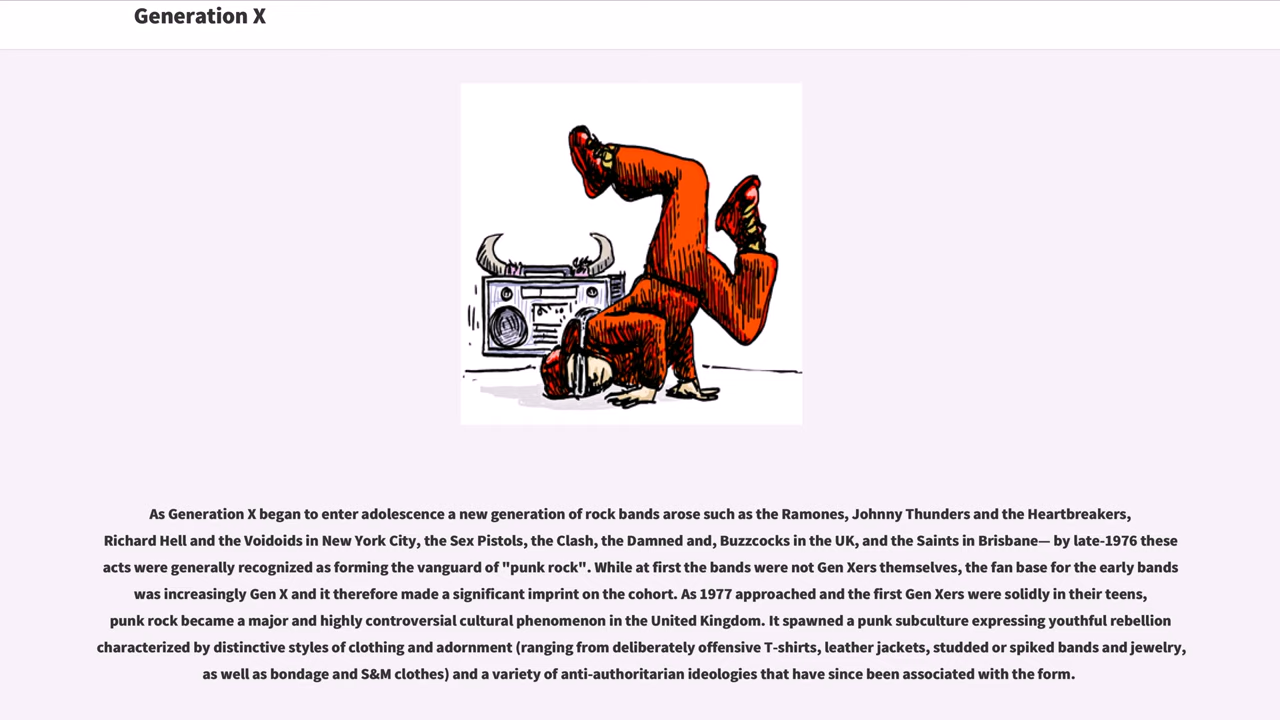 Generation X
As Generation X began to enter adolescence a new generation of rock bands arose such as the Ramones, Johnny Thunders and the Heartbreakers,
Richard Hell and the Voidoids in New York City, the Sex Pistols, the Clash, the Damned and, Buzzcocks in the UK, and the Saints in Brisbane— by late-1976 these
acts were generally recognized as forming the vanguard of "punk rock". While at first the bands were not Gen Xers themselves, the fan base for the early bands
was increasingly Gen X and it therefore made a significant imprint on the cohort. As 1977 approached and the first Gen Xers were solidly in their teens,
punk rock became a major and highly controversial cultural phenomenon in the United Kingdom. It spawned a punk subculture expressing youthful rebellion
characterized by distinctive styles of clothing and adornment (ranging from deliberately offensive T-shirts, leather jackets, studded or spiked bands and jewelry,
as well as bondage and S&M clothes) and a variety of anti-authoritarian ideologies that have since been associated with the form.